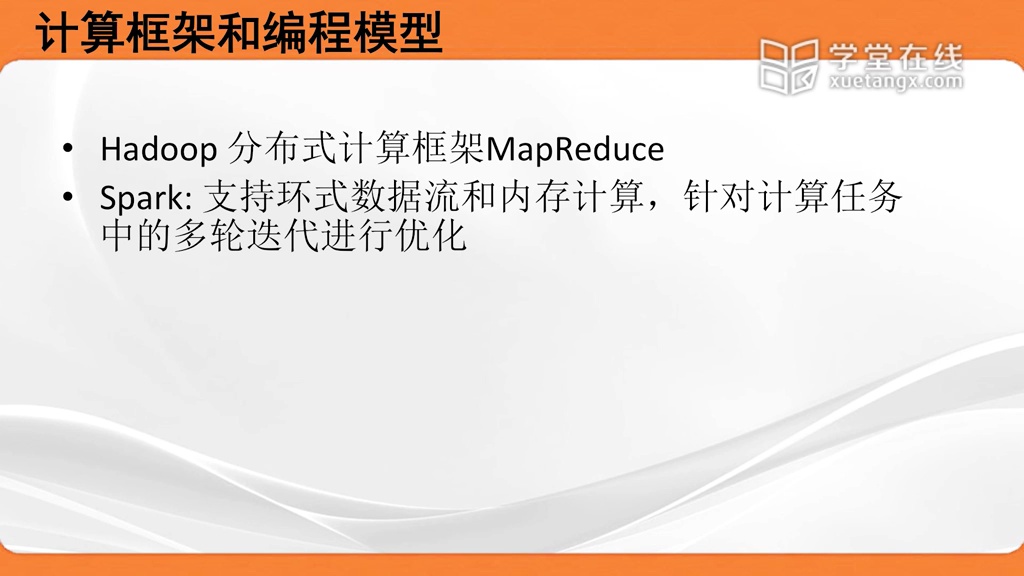 计算框架和编程模型
学堂在线
xuetangx.com
• Hadoop 分布式计算框架MapReduce
• Spark: 支持环式数据流和内存计算，针对计算任务
中的多轮迭代进行优化